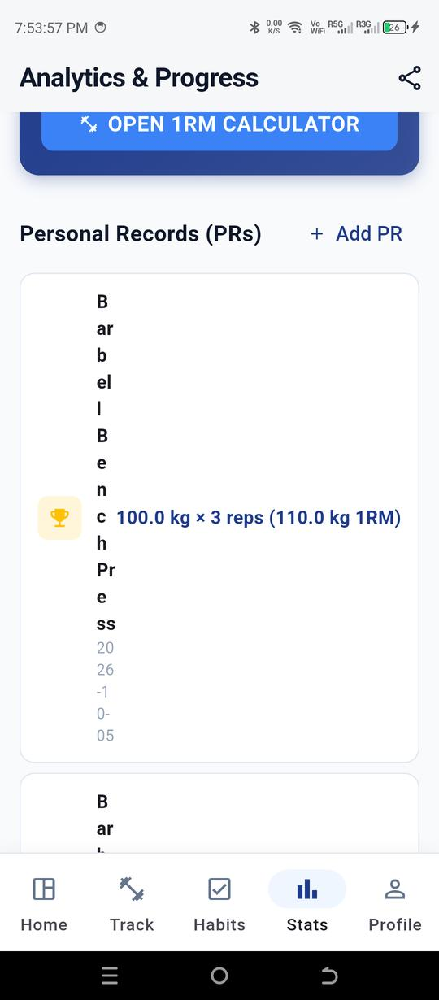 7:53:57 PM
0.00 K/S
Vo WiFi
R5G
R3G
26
Analytics & Progress
OPEN 1RM CALCULATOR
Personal Records (PRs)
+ Add PR
B
ar
b
el
l
B
e
n
c
h
Pr
e
ss
20
26
-1
0-
05
100.0 kg × 3 reps (110.0 kg 1RM)
B
ar
b
Home
Track
Habits
Stats
Profile